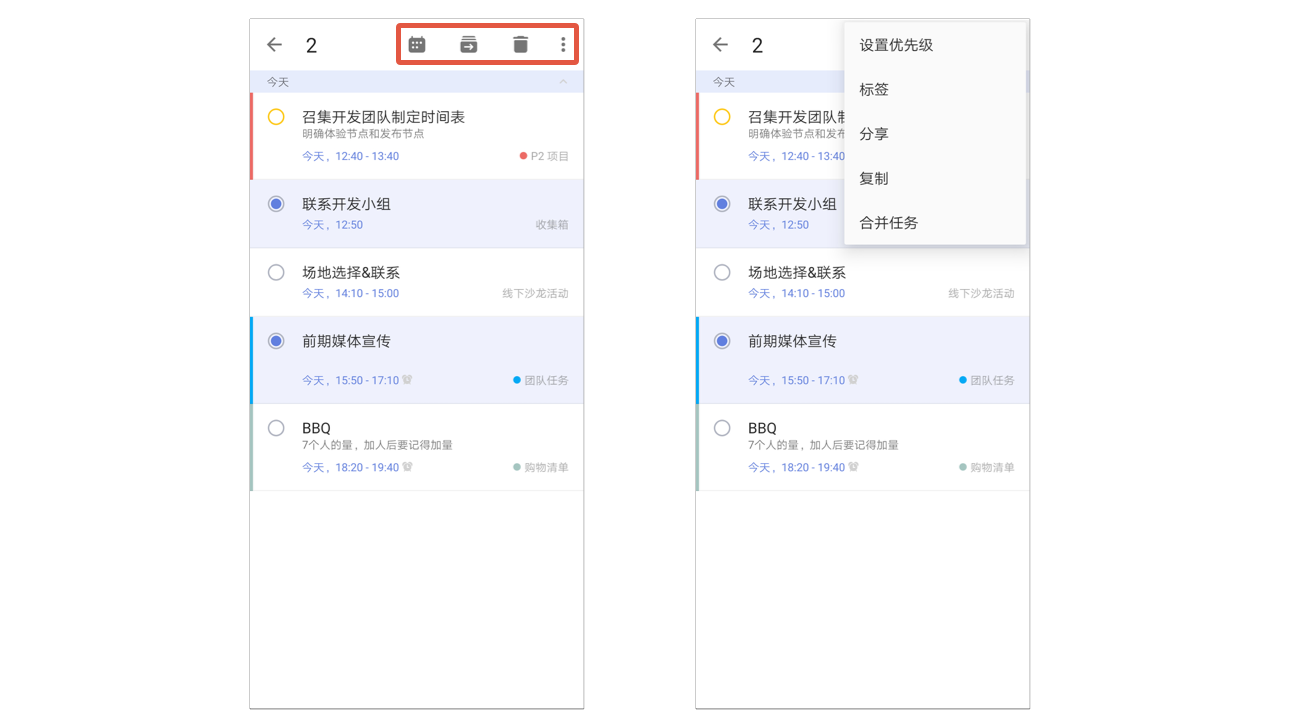 2
今天
召集开发团队制定时间表
明确体验节点和发布节点
今天，12:40 - 13:40
P2 项目
联系开发小组
今天，12:50
收集箱
场地选择&联系
今天，14:10 - 15:00
线下沙龙活动
前期媒体宣传
今天，15:50 - 17:10
团队任务
BBQ
7个人的量，加人后要记得加量
今天，18:20 - 19:40
购物清单
2
设置优先级
标签
分享
复制
合并任务
今天
召集开发团队制
明确体验节点和发布
今天，12:40 - 13:40
联系开发小组
今天，12:50
场地选择&联系
今天，14:10 - 15:00
线下沙龙活动
前期媒体宣传
今天，15:50 - 17:10
团队任务
BBQ
7个人的量，加人后要记得加量
今天，18:20 - 19:40
购物清单